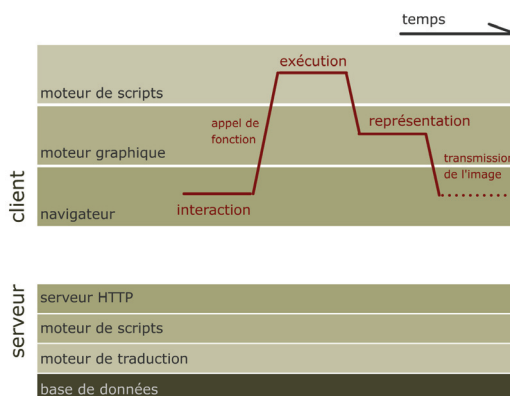 temps
exécution
moteur de scripts
appel de
fonction
représentation
moteur graphique
transmission
de l'image
client
navigateur
interaction
serveur
serveur HTTP
moteur de scripts
moteur de traduction
base de données